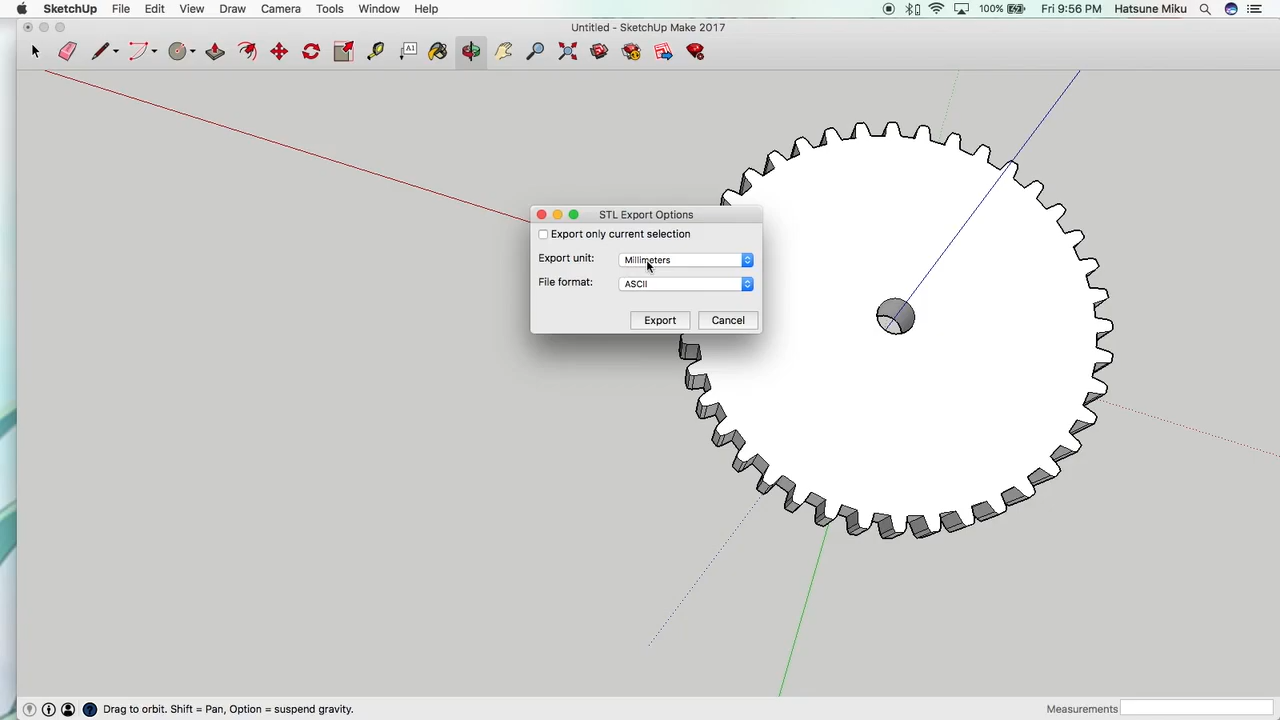 SketchUp File Edit View Draw Camera Tools Window Help 100% Fri 9:56 PM Hatsune Miku
Untitled - SketchUp Make 2017
A1
STL Export Options
Export only current selection
Export unit: Millimeters
File format: ASCII
Export Cancel
Drag to orbit. Shift = Pan, Option = suspend gravity. Measurements